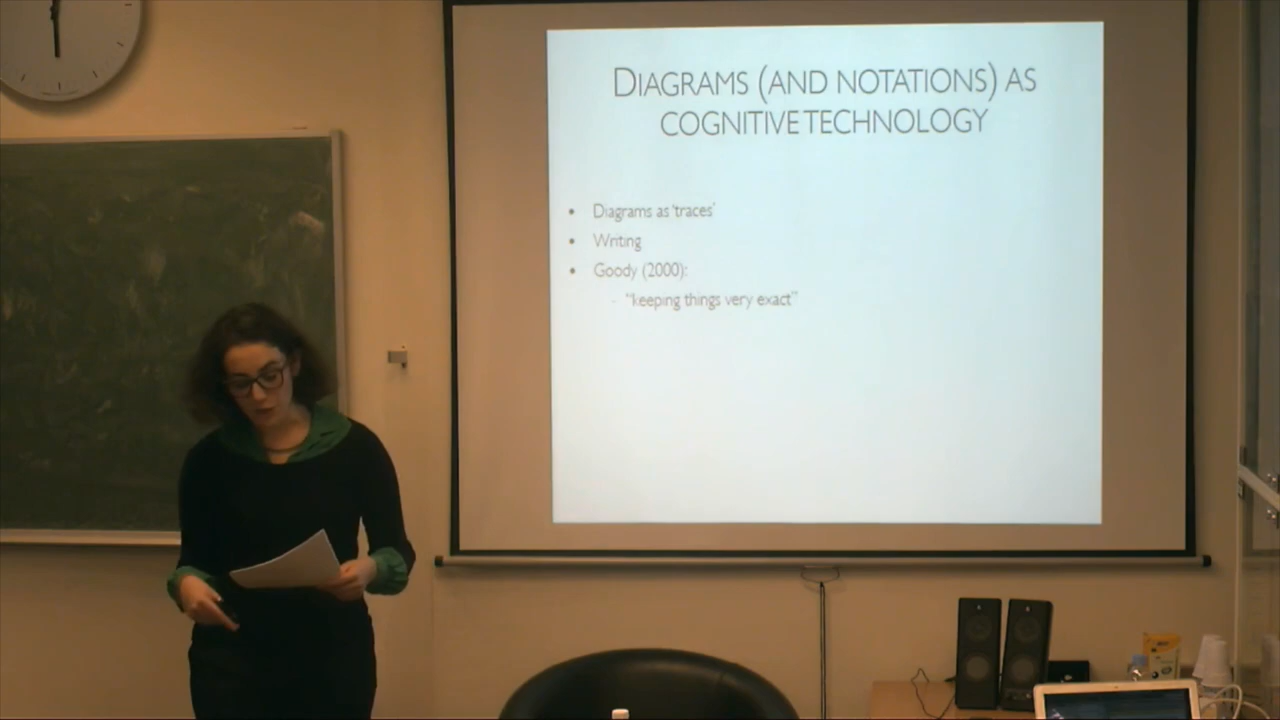 DIAGRAMS (AND NOTATIONS) AS
COGNITIVE TECHNOLOGY
• Diagrams as 'traces'
• Writing
• Goody (2000):
- "keeping things very exact"